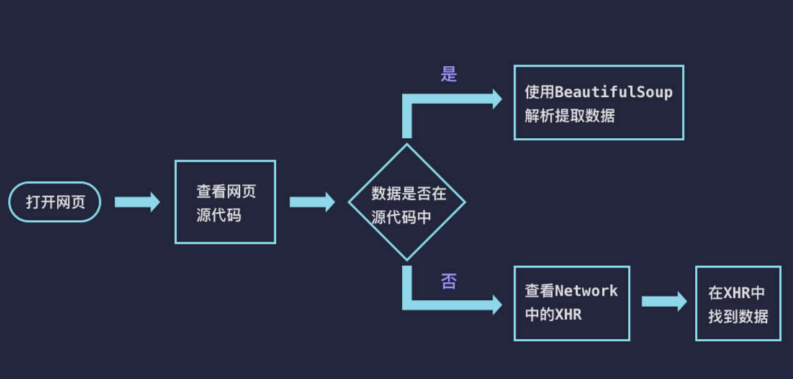 打开网页
查看网页
源代码
数据是否在
源代码中
是
使用BeautifulSoup
解析提取数据
否
查看Network
中的XHR
在XHR中
找到数据